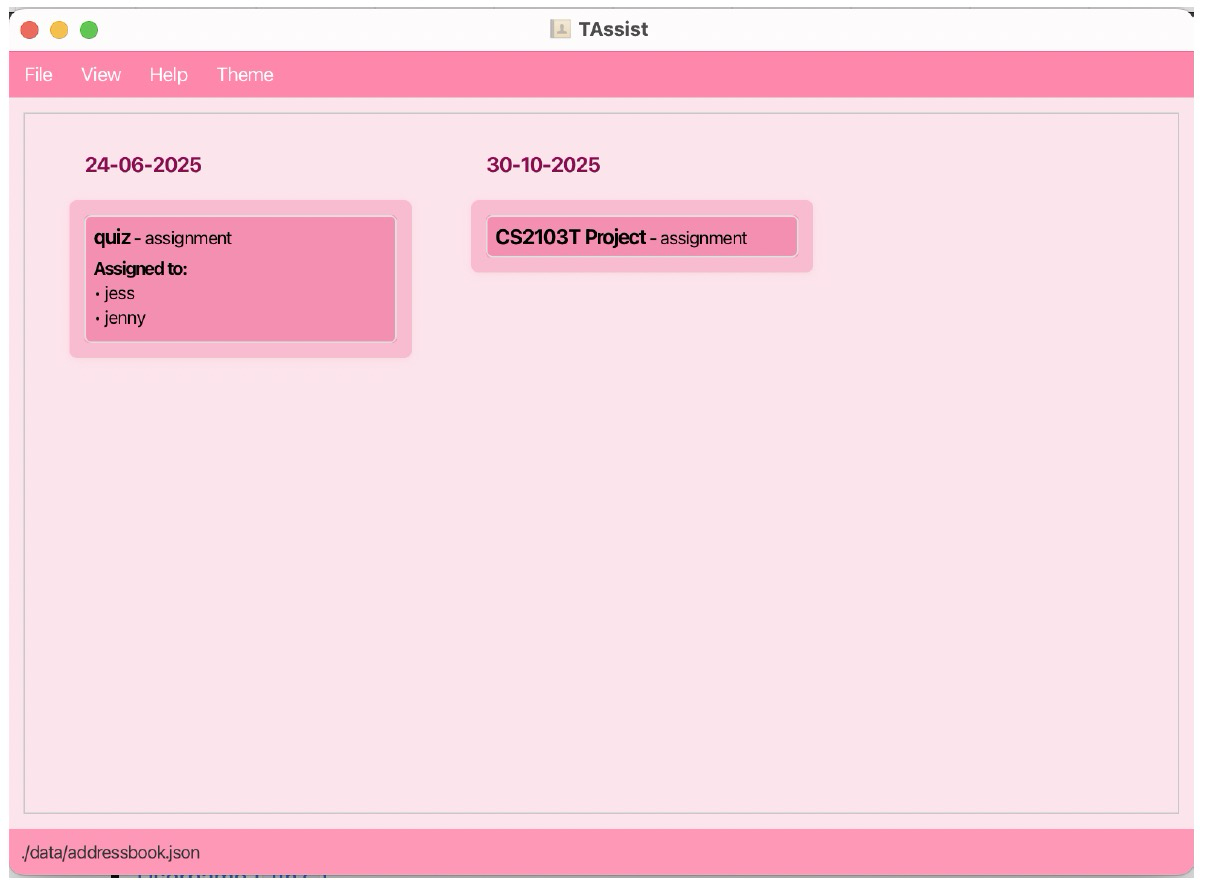 TAssist
File View Help Theme
24-06-2025
quiz - assignment
Assigned to:
• jess
• jenny
30-10-2025
CS2103T Project - assignment
./data/addressbook.json